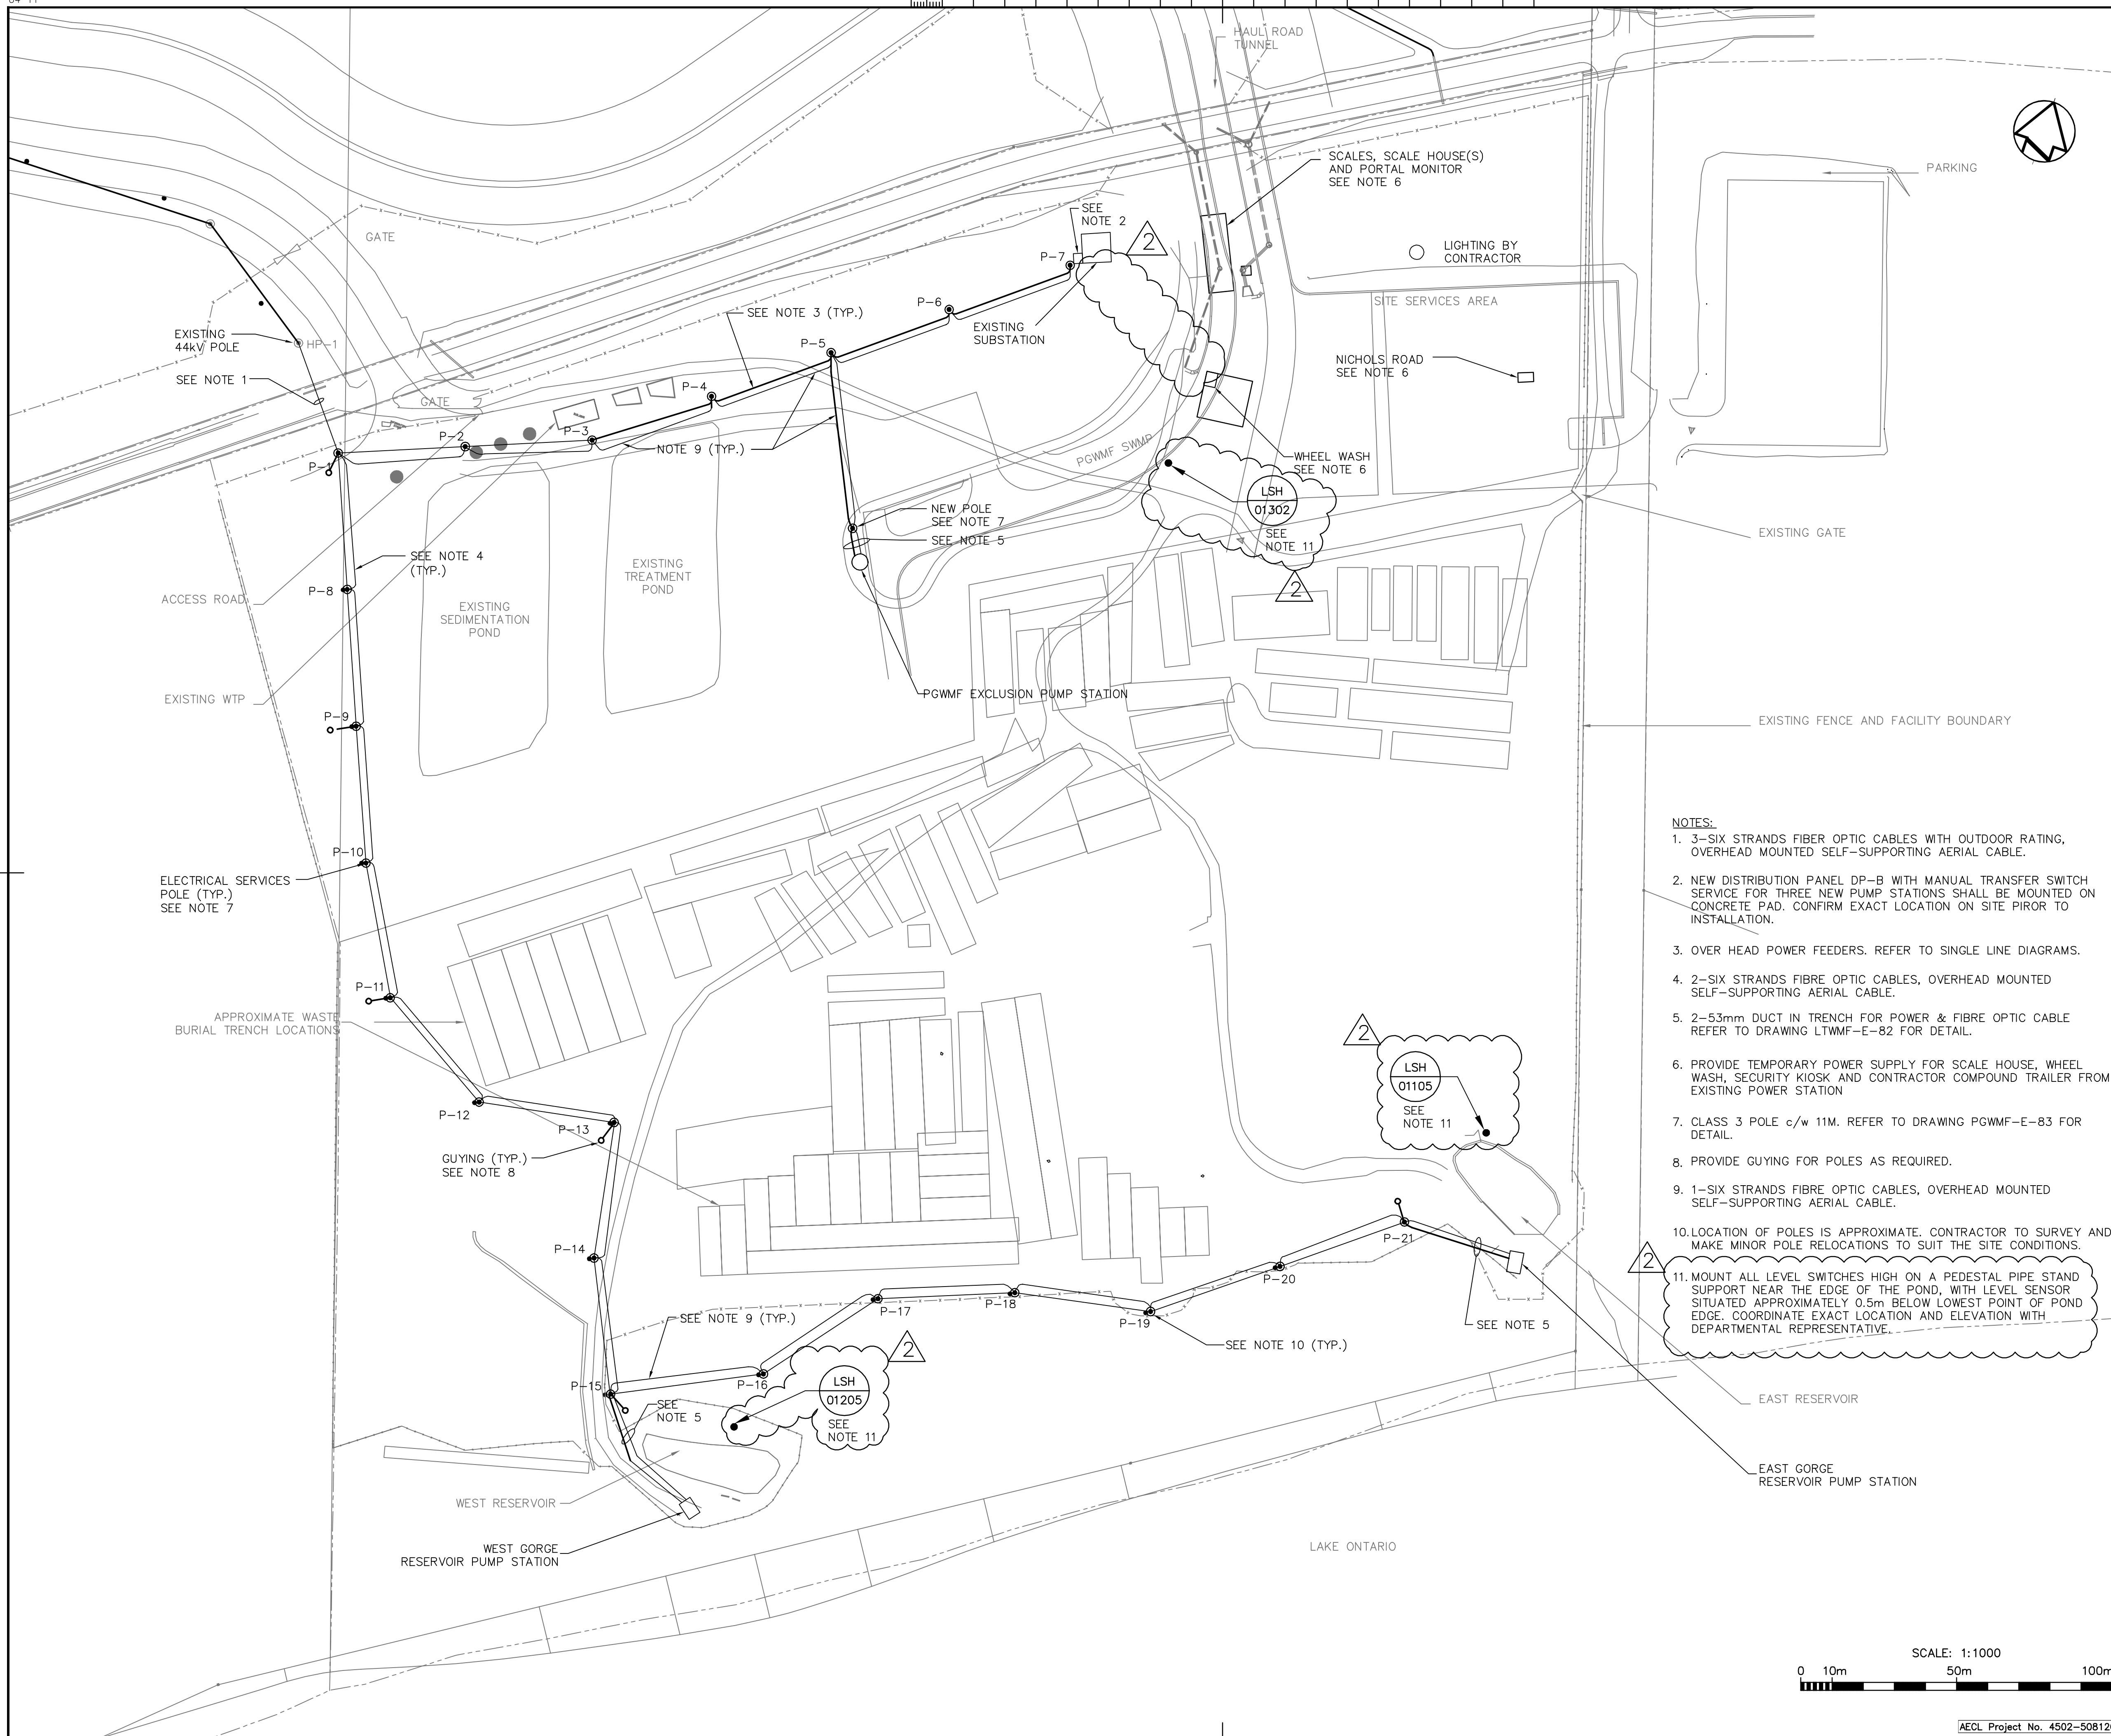 HAUL ROAD
TUNNEL
SCALES, SCALE HOUSE(S)
AND PORTAL MONITOR
SEE NOTE 6
PARKING
SEE
NOTE 2
2
GATE
P-7
LIGHTING BY
CONTRACTOR
SITE SERVICES AREA
P-6
SEE NOTE 3 (TYP.)
EXISTING
SUBSTATION
EXISTING
44kV POLE
HP-1
P-5
NICHOLS ROAD
SEE NOTE 6
SEE NOTE 1
P-4
GATE
P-2
P-3
NOTE 9 (TYP.)
PGWMF SWMP
WHEEL WASH
SEE NOTE 6
P-1
LSH
01302
SEE
NOTE 11
2
NEW POLE
SEE NOTE 7
SEE NOTE 5
EXISTING GATE
SEE NOTE 4
(TYP.)
EXISTING
TREATMENT
POND
P-8
ACCESS ROAD
EXISTING
SEDIMENTATION
POND
EXISTING WTP
PGWMF EXCLUSION PUMP STATION
P-9
EXISTING FENCE AND FACILITY BOUNDARY
P-10
ELECTRICAL SERVICES
POLE (TYP.)
SEE NOTE 7
P-11
APPROXIMATE WASTE
BURIAL TRENCH LOCATIONS
P-12
P-13
GUYING (TYP.)
SEE NOTE 8
2
LSH
01105
SEE
NOTE 11
P-14
P-21
P-20
P-17
P-18
P-19
SEE NOTE 9 (TYP.)
SEE NOTE 10 (TYP.)
SEE NOTE 5
2
P-15
P-16
LSH
01205
SEE
NOTE 11
SEE
NOTE 5
WEST RESERVOIR
WEST GORGE
RESERVOIR PUMP STATION
EAST RESERVOIR
EAST GORGE
RESERVOIR PUMP STATION
LAKE ONTARIO
NOTES:
1. 3-SIX STRANDS FIBER OPTIC CABLES WITH OUTDOOR RATING,
OVERHEAD MOUNTED SELF-SUPPORTING AERIAL CABLE.
2. NEW DISTRIBUTION PANEL DP-B WITH MANUAL TRANSFER SWITCH
SERVICE FOR THREE NEW PUMP STATIONS SHALL BE MOUNTED ON
CONCRETE PAD. CONFIRM EXACT LOCATION ON SITE PIROR TO
INSTALLATION.
3. OVER HEAD POWER FEEDERS. REFER TO SINGLE LINE DIAGRAMS.
4. 2-SIX STRANDS FIBRE OPTIC CABLES, OVERHEAD MOUNTED
SELF-SUPPORTING AERIAL CABLE.
5. 2-53mm DUCT IN TRENCH FOR POWER & FIBRE OPTIC CABLE
REFER TO DRAWING LTWMF-E-82 FOR DETAIL.
6. PROVIDE TEMPORARY POWER SUPPLY FOR SCALE HOUSE, WHEEL
WASH, SECURITY KIOSK AND CONTRACTOR COMPOUND TRAILER FROM
EXISTING POWER STATION
7. CLASS 3 POLE c/w 11M. REFER TO DRAWING PGWMF-E-83 FOR
DETAIL.
8. PROVIDE GUYING FOR POLES AS REQUIRED.
9. 1-SIX STRANDS FIBRE OPTIC CABLES, OVERHEAD MOUNTED
SELF-SUPPORTING AERIAL CABLE.
10. LOCATION OF POLES IS APPROXIMATE. CONTRACTOR TO SURVEY AND
MAKE MINOR POLE RELOCATIONS TO SUIT THE SITE CONDITIONS.
2
11. MOUNT ALL LEVEL SWITCHES HIGH ON A PEDESTAL PIPE STAND
SUPPORT NEAR THE EDGE OF THE POND, WITH LEVEL SENSOR
SITUATED APPROXIMATELY 0.5m BELOW LOWEST POINT OF POND
EDGE. COORDINATE EXACT LOCATION AND ELEVATION WITH
DEPARTMENTAL REPRESENTATIVE.
SCALE: 1:1000
0 10m 50m 100m
AECL Project No. 4502-50812